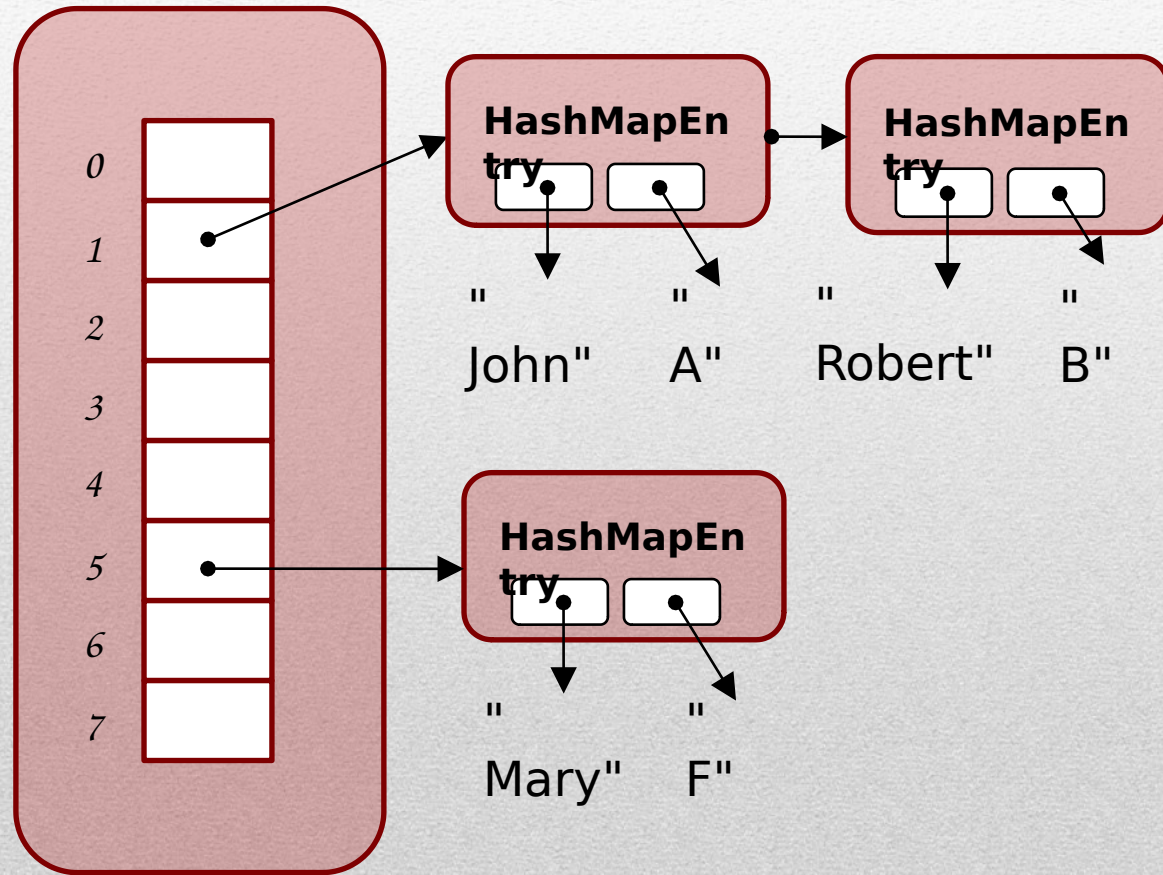 0
1
2
3
4
5
6
7
HashMapEn
try
"
John"
"
A"
HashMapEn
try
"
Robert"
"
B"
HashMapEn
try
"
Mary"
"
F"